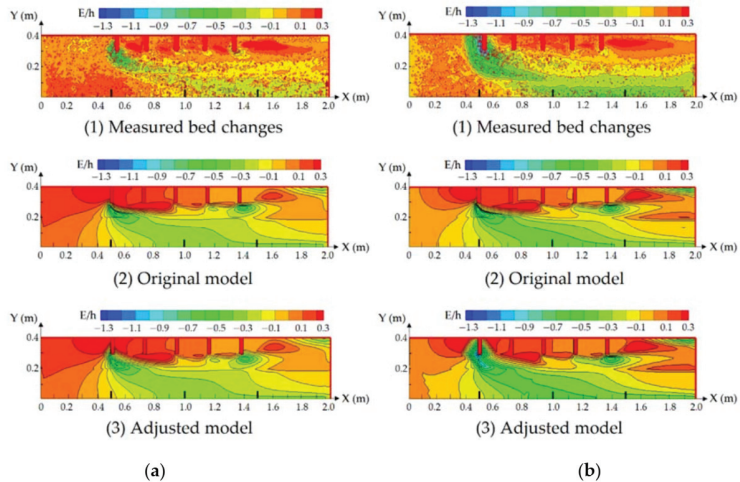 E/h
−1.3 −1.1 −0.9 −0.7 −0.5 −0.3 −0.1 0.1 0.3
Y (m)
0.4
0.2
0 0.2 0.4 0.6 0.8 1.0 1.2 1.4 1.6 1.8 2.0
X (m)
(1) Measured bed changes
E/h
−1.3 −1.1 −0.9 −0.7 −0.5 −0.3 −0.1 0.1 0.3
Y (m)
0.4
0.2
0 0.2 0.4 0.6 0.8 1.0 1.2 1.4 1.6 1.8 2.0
X (m)
(1) Measured bed changes
E/h
−1.3 −1.1 −0.9 −0.7 −0.5 −0.3 −0.1 0.1 0.3
Y (m)
0.4
0.2
0 0.2 0.4 0.6 0.8 1.0 1.2 1.4 1.6 1.8 2.0
X (m)
(2) Original model
E/h
−1.3 −1.1 −0.9 −0.7 −0.5 −0.3 −0.1 0.1 0.3
Y (m)
0.4
0.2
0 0.2 0.4 0.6 0.8 1.0 1.2 1.4 1.6 1.8 2.0
X (m)
(2) Original model
E/h
−1.3 −1.1 −0.9 −0.7 −0.5 −0.3 −0.1 0.1 0.3
Y (m)
0.4
0.2
0 0.2 0.4 0.6 0.8 1.0 1.2 1.4 1.6 1.8 2.0
X (m)
(3) Adjusted model
E/h
−1.3 −1.1 −0.9 −0.7 −0.5 −0.3 −0.1 0.1 0.3
Y (m)
0.4
0.2
0 0.2 0.4 0.6 0.8 1.0 1.2 1.4 1.6 1.8 2.0
X (m)
(3) Adjusted model
(a)
(b)